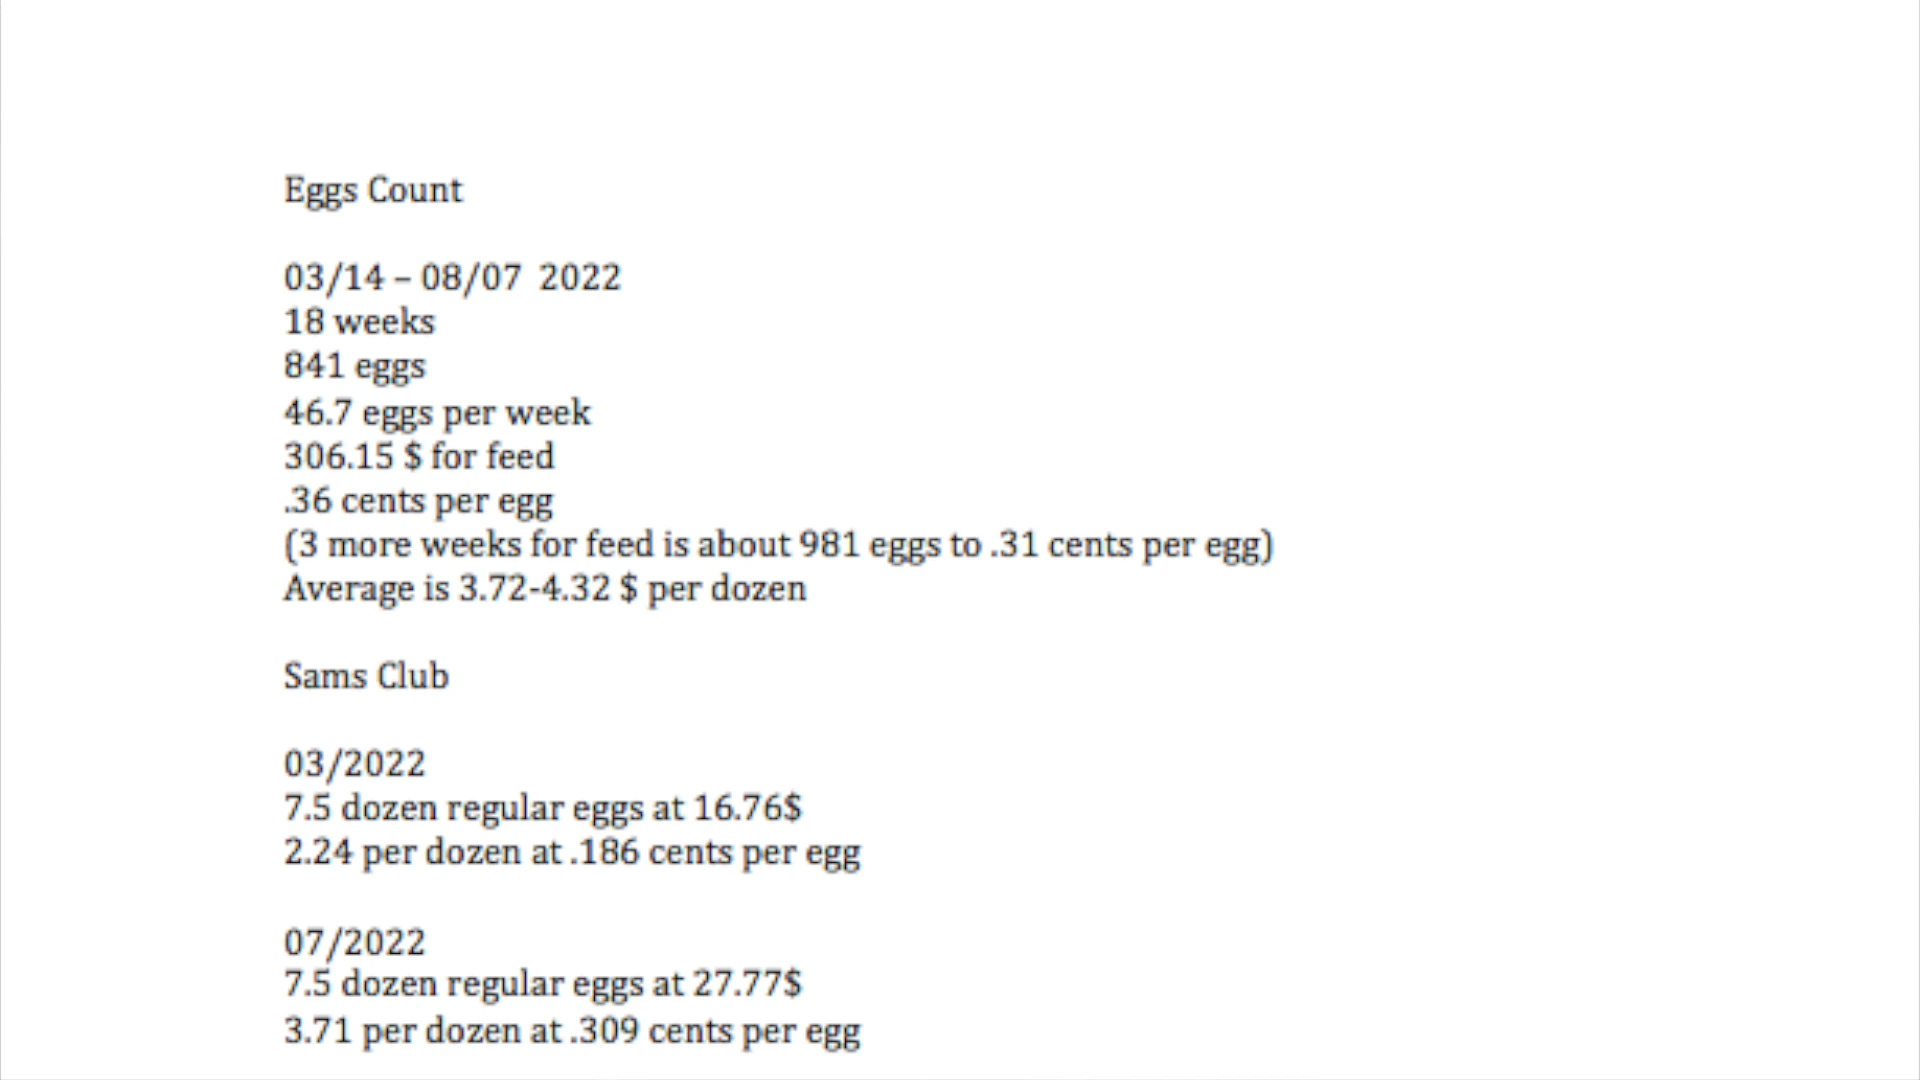 Eggs Count
03/14 – 08/07 2022
18 weeks
841 eggs
46.7 eggs per week
306.15 $ for feed
.36 cents per egg
(3 more weeks for feed is about 981 eggs to .31 cents per egg)
Average is 3.72-4.32 $ per dozen
Sams Club
03/2022
7.5 dozen regular eggs at 16.76$
2.24 per dozen at .186 cents per egg
07/2022
7.5 dozen regular eggs at 27.77$
3.71 per dozen at .309 cents per egg